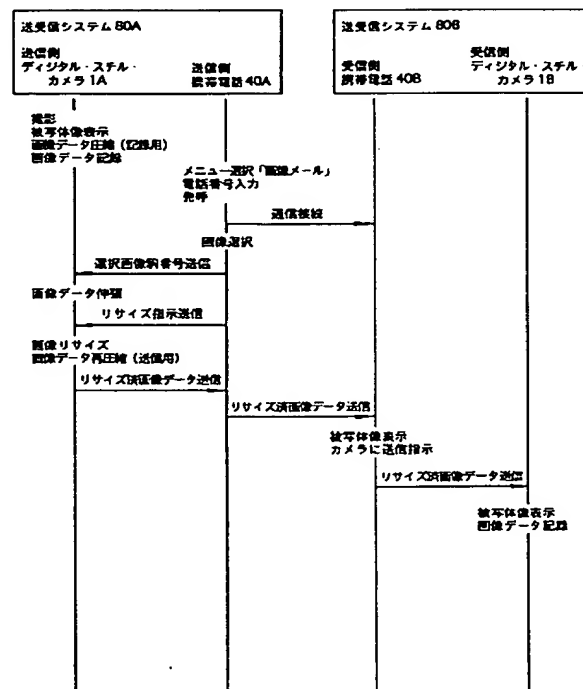 送受信システム 80A
送信側
ディジタル・スチル・
カメラ 1A
送信側
携帯電話 40A
送受信システム 80B
受信側
携帯電話 40B
受信側
ディジタル・スチル
カメラ 1B
撮影
被写体像表示
画像データ圧縮（記録用）
画像データ記録
メニュー選択「画像メール」
電話番号入力
発呼
通信接続
画像選択
選択画像駒番号送信
画像データ伸張
リサイズ指示送信
画像リサイズ
画像データ再圧縮（送信用）
リサイズ済画像データ送信
リサイズ済画像データ送信
被写体像表示
カメラに送信指示
リサイズ済画像データ送信
被写体像表示
画像データ記録